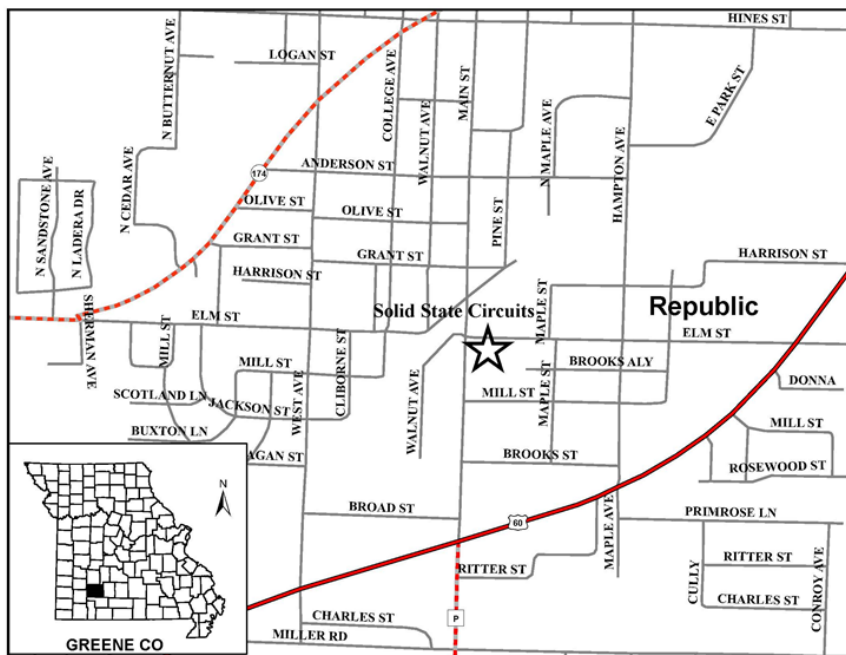 HINES ST
N BUTTERNUT AVE
LOGAN ST
COLLEGE AVE
MAIN ST
E PARK ST
WALNUT AVE
N MAPLE AVE
HAMPTON AVE
174
ANDERSON ST
N SANDSTONE AVE
N LADERA DR
N CEDAR AVE
OLIVE ST
OLIVE ST
PINE ST
GRANT ST
GRANT ST
HARRISON ST
HARRISON ST
SHERMAN AVE
ELM ST
Solid State Circuits
MAPLE ST
Republic
ELM ST
MILL ST
MILL ST
CLIBORNE ST
WALNUT AVE
MAPLE ST
BROOKS ALY
DONNA
SCOTLAND LN
JACKSON ST
WEST AVE
MILL ST
MILL ST
BUXTON LN
AGAN ST
BROOKS ST
ROSEWOOD ST
N
BROAD ST
60
MAPLE AVE
PRIMROSE LN
RITTER ST
RITTER ST
CULLY
CONROY AVE
CHARLES ST
CHARLES ST
P
MILLER RD
GREENE CO